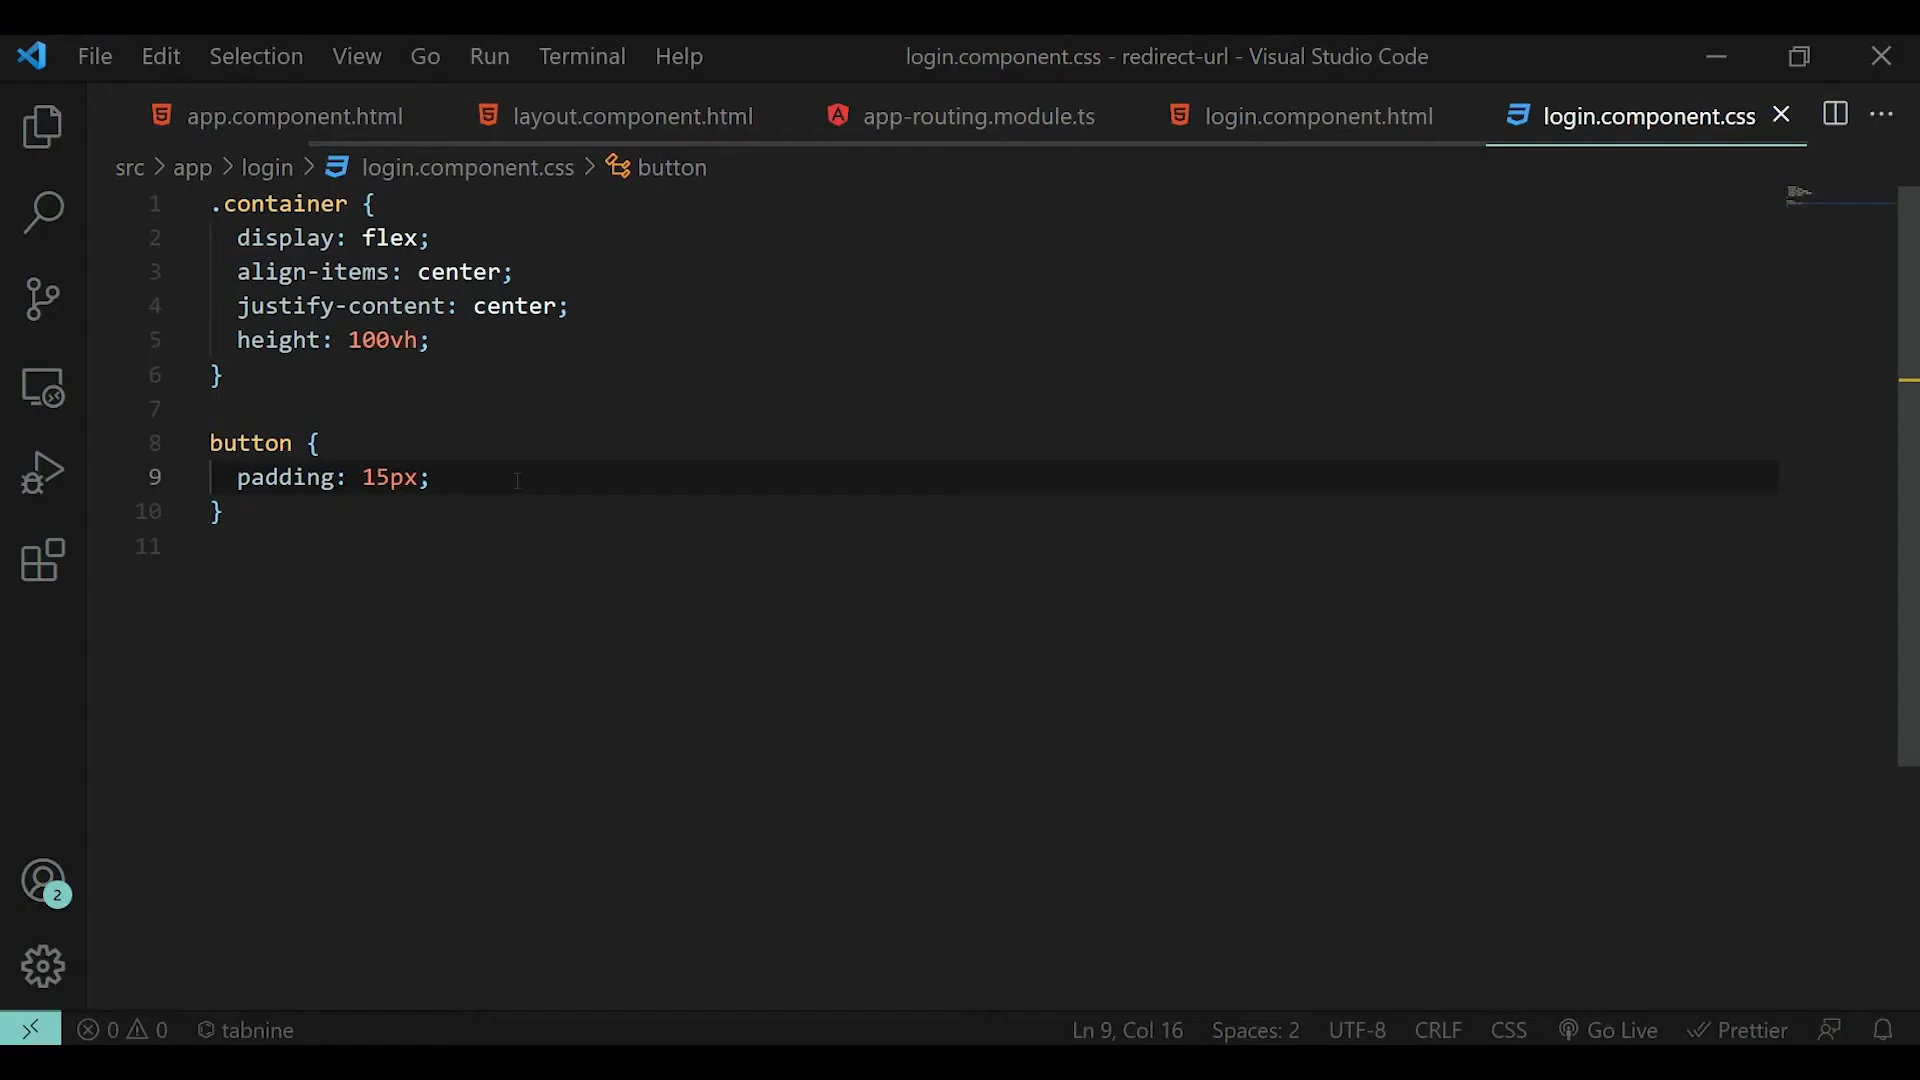 File Edit Selection View Go Run Terminal Help login.component.css - redirect-url - Visual Studio Code
app.component.html layout.component.html app-routing.module.ts login.component.html login.component.css
src > app > login > login.component.css > button
1 .container {
2 display: flex;
3 align-items: center;
4 justify-content: center;
5 height: 100vh;
6 }
7
8 button {
9 padding: 15px;
10 }
11
2
0 0 tabnine Ln 9, Col 16 Spaces: 2 UTF-8 CRLF CSS Go Live Prettier